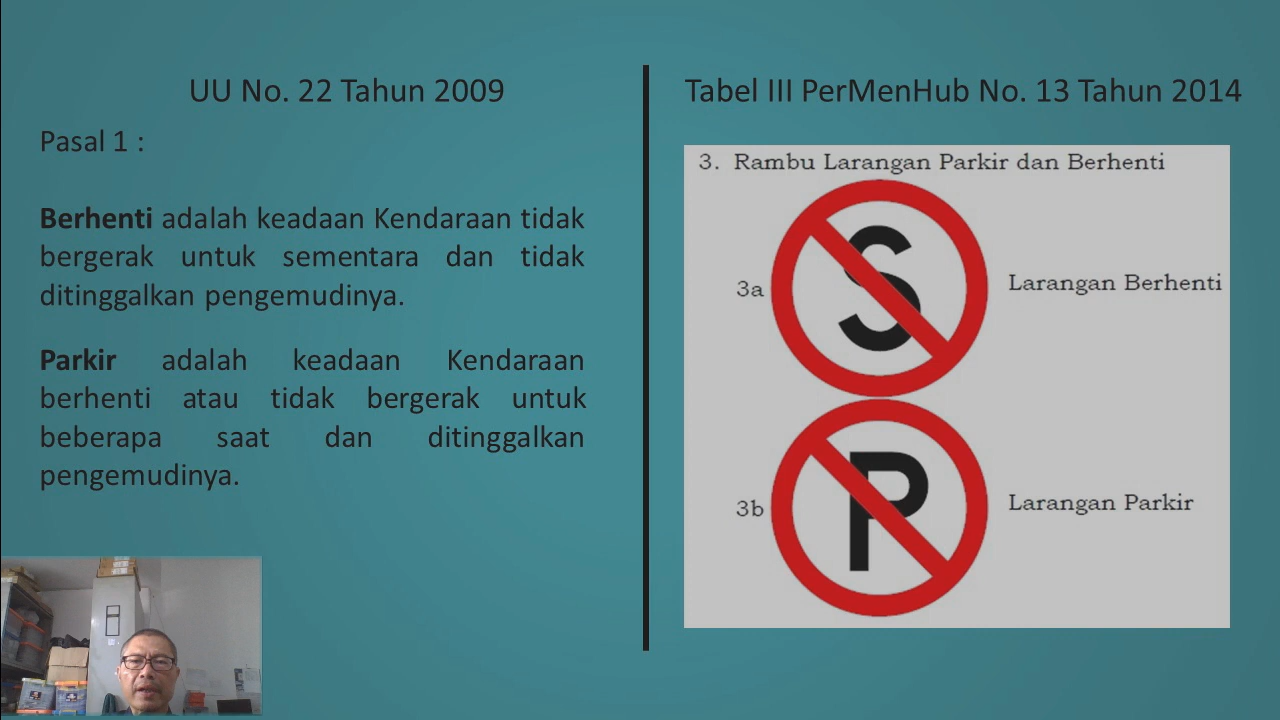 UU No. 22 Tahun 2009
Pasal 1 :
Berhenti adalah keadaan Kendaraan tidak
bergerak untuk sementara dan tidak
ditinggalkan pengemudinya.
Parkir adalah keadaan Kendaraan
berhenti atau tidak bergerak untuk
beberapa saat dan ditinggalkan
pengemudinya.
Tabel III PerMenHub No. 13 Tahun 2014
3. Rambu Larangan Parkir dan Berhenti
S
3a Larangan Berhenti
P
3b Larangan Parkir